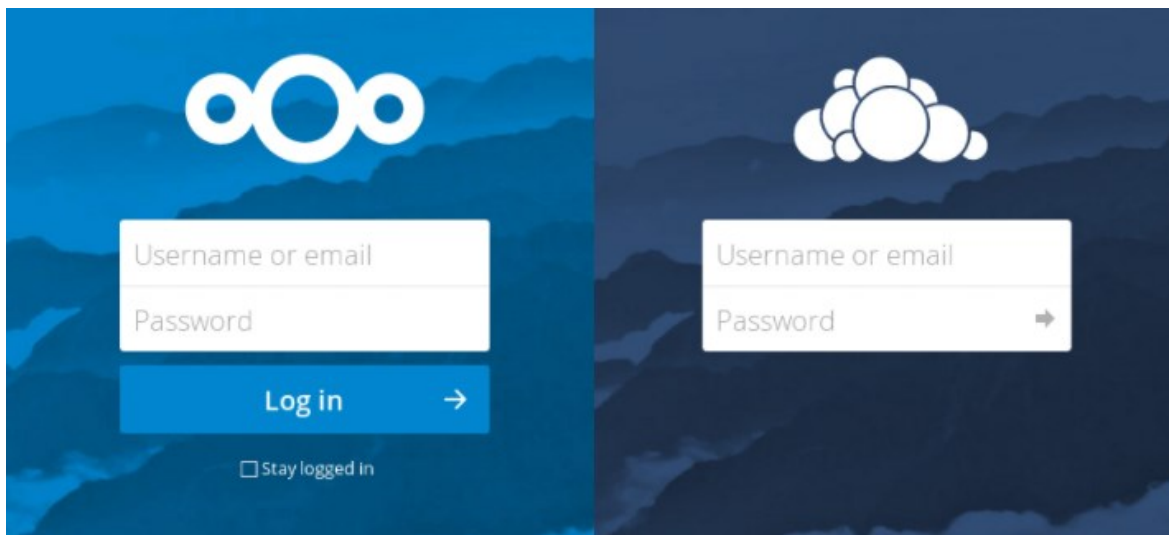 Username or email
Password
Log in
Stay logged in
Username or email
Password